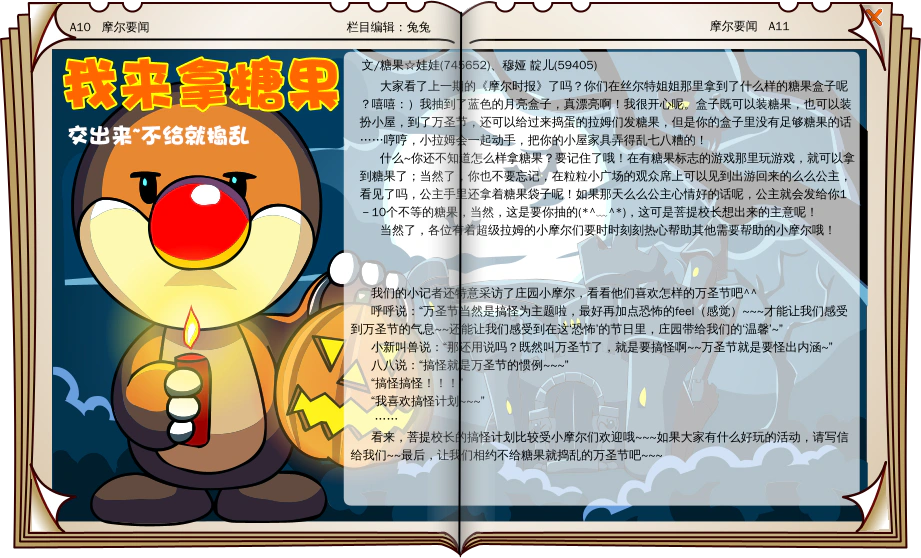 A10 摩尔要闻
栏目编辑：兔兔
摩尔要闻 A11
我来拿糖果
交出来~不给就捣乱
文/糖果☆娃娃(745652)、穆娅 靛儿(59405)
大家看了上一期的《摩尔时报》了吗？你们在丝尔特姐姐那里拿到了什么样的糖果盒子呢
？嘻嘻：）我抽到了蓝色的月亮盒子，真漂亮啊！我很开心呢。盒子既可以装糖果，也可以装
扮小屋，到了万圣节，还可以给过来捣蛋的拉姆们发糖果，但是你的盒子里没有足够糖果的话
······哼哼，小拉姆会一起动手，把你的小屋家具弄得乱七八糟的！
什么~你还不知道怎么样拿糖果？要记住了哦！在有糖果标志的游戏那里玩游戏，就可以拿
到糖果了；当然了，你也不要忘记，在粒粒小广场的观众席上可以见到出游回来的么么公主，
看见了吗，公主手里还拿着糖果袋子呢！如果那天么么公主心情好的话呢，公主就会发给你1
－10个不等的糖果，当然，这是要你抽的(*^﹏^*)，这可是菩提校长想出来的主意呢！
当然了，各位有着超级拉姆的小摩尔们要时时刻刻热心帮助其他需要帮助的小摩尔哦！
我们的小记者还特意采访了庄园小摩尔，看看他们喜欢怎样的万圣节吧^^
呼呼说：“万圣节当然是搞怪为主题啦，最好再加点恐怖的feel（感觉）~~~才能让我们感受
到万圣节的气息~~还能让我们感受到在这‘恐怖’的节日里，庄园带给我们的‘温馨’~”
小新叫兽说：“那还用说吗？既然叫万圣节了，就是要搞怪啊~~万圣节就是要怪出内涵~”
八八说：“搞怪就是万圣节的惯例~~~”
“搞怪搞怪！！！”
“我喜欢搞怪计划~~~”
······
看来，菩提校长的搞怪计划比较受小摩尔们欢迎哦~~~如果大家有什么好玩的活动，请写信
给我们~~最后，让我们相约不给糖果就捣乱的万圣节吧~~~